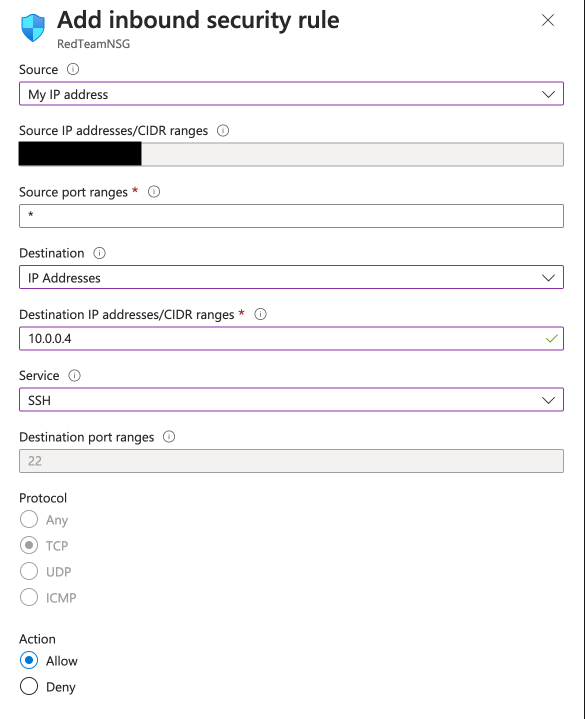 Add inbound security rule
RedTeamNSG
Source
My IP address
Source IP addresses/CIDR ranges
Source port ranges *
*
Destination
IP Addresses
Destination IP addresses/CIDR ranges *
10.0.0.4
Service
SSH
Destination port ranges
22
Protocol
Any
TCP
UDP
ICMP
Action
Allow
Deny